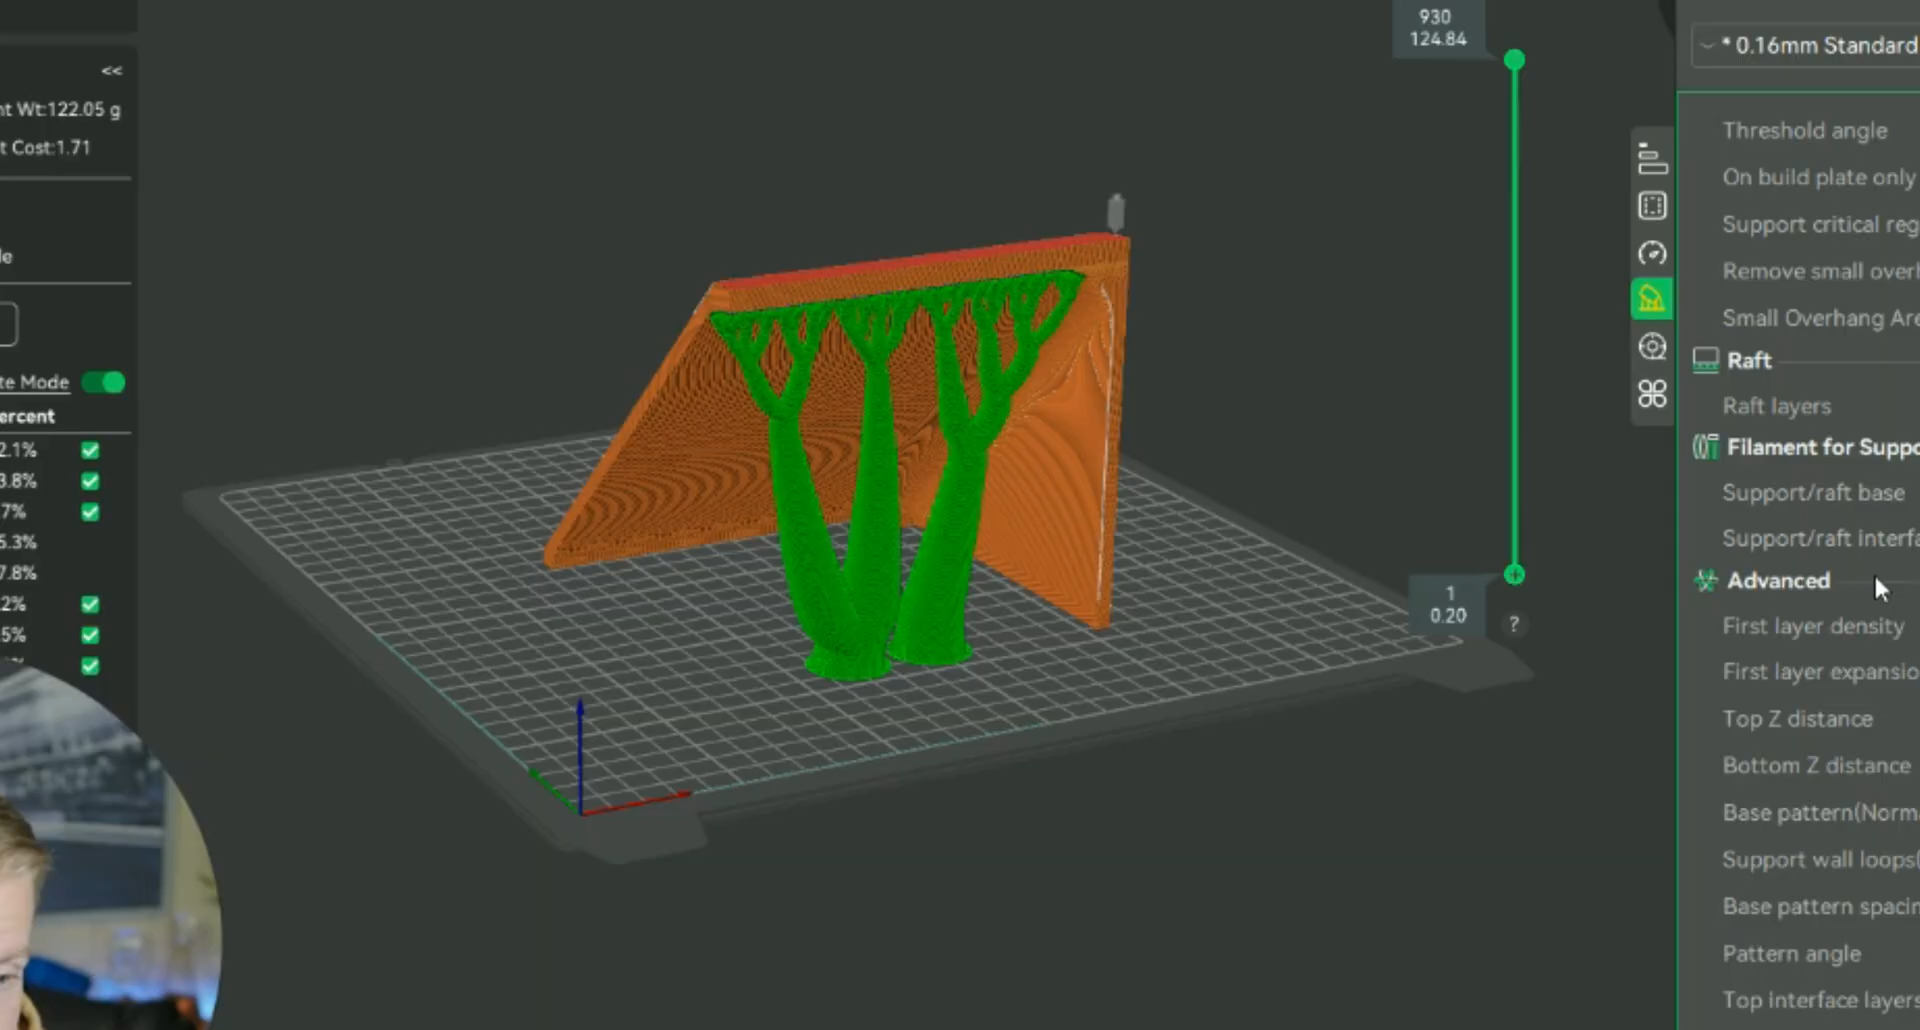 <<
nt Wt:122.05 g
t Cost:1.71
le
te Mode
ercent
2.1%
3.8%
7%
5.3%
7.8%
2%
5%
930
124.84
1
0.20
?
* 0.16mm Standard
Threshold angle
On build plate only
Support critical reg
Remove small overh
Small Overhang Are
Raft
Raft layers
Filament for Suppo
Support/raft base
Support/raft interfa
Advanced
First layer density
First layer expansio
Top Z distance
Bottom Z distance
Base pattern(Norma
Support wall loops(
Base pattern spacin
Pattern angle
Top interface layers